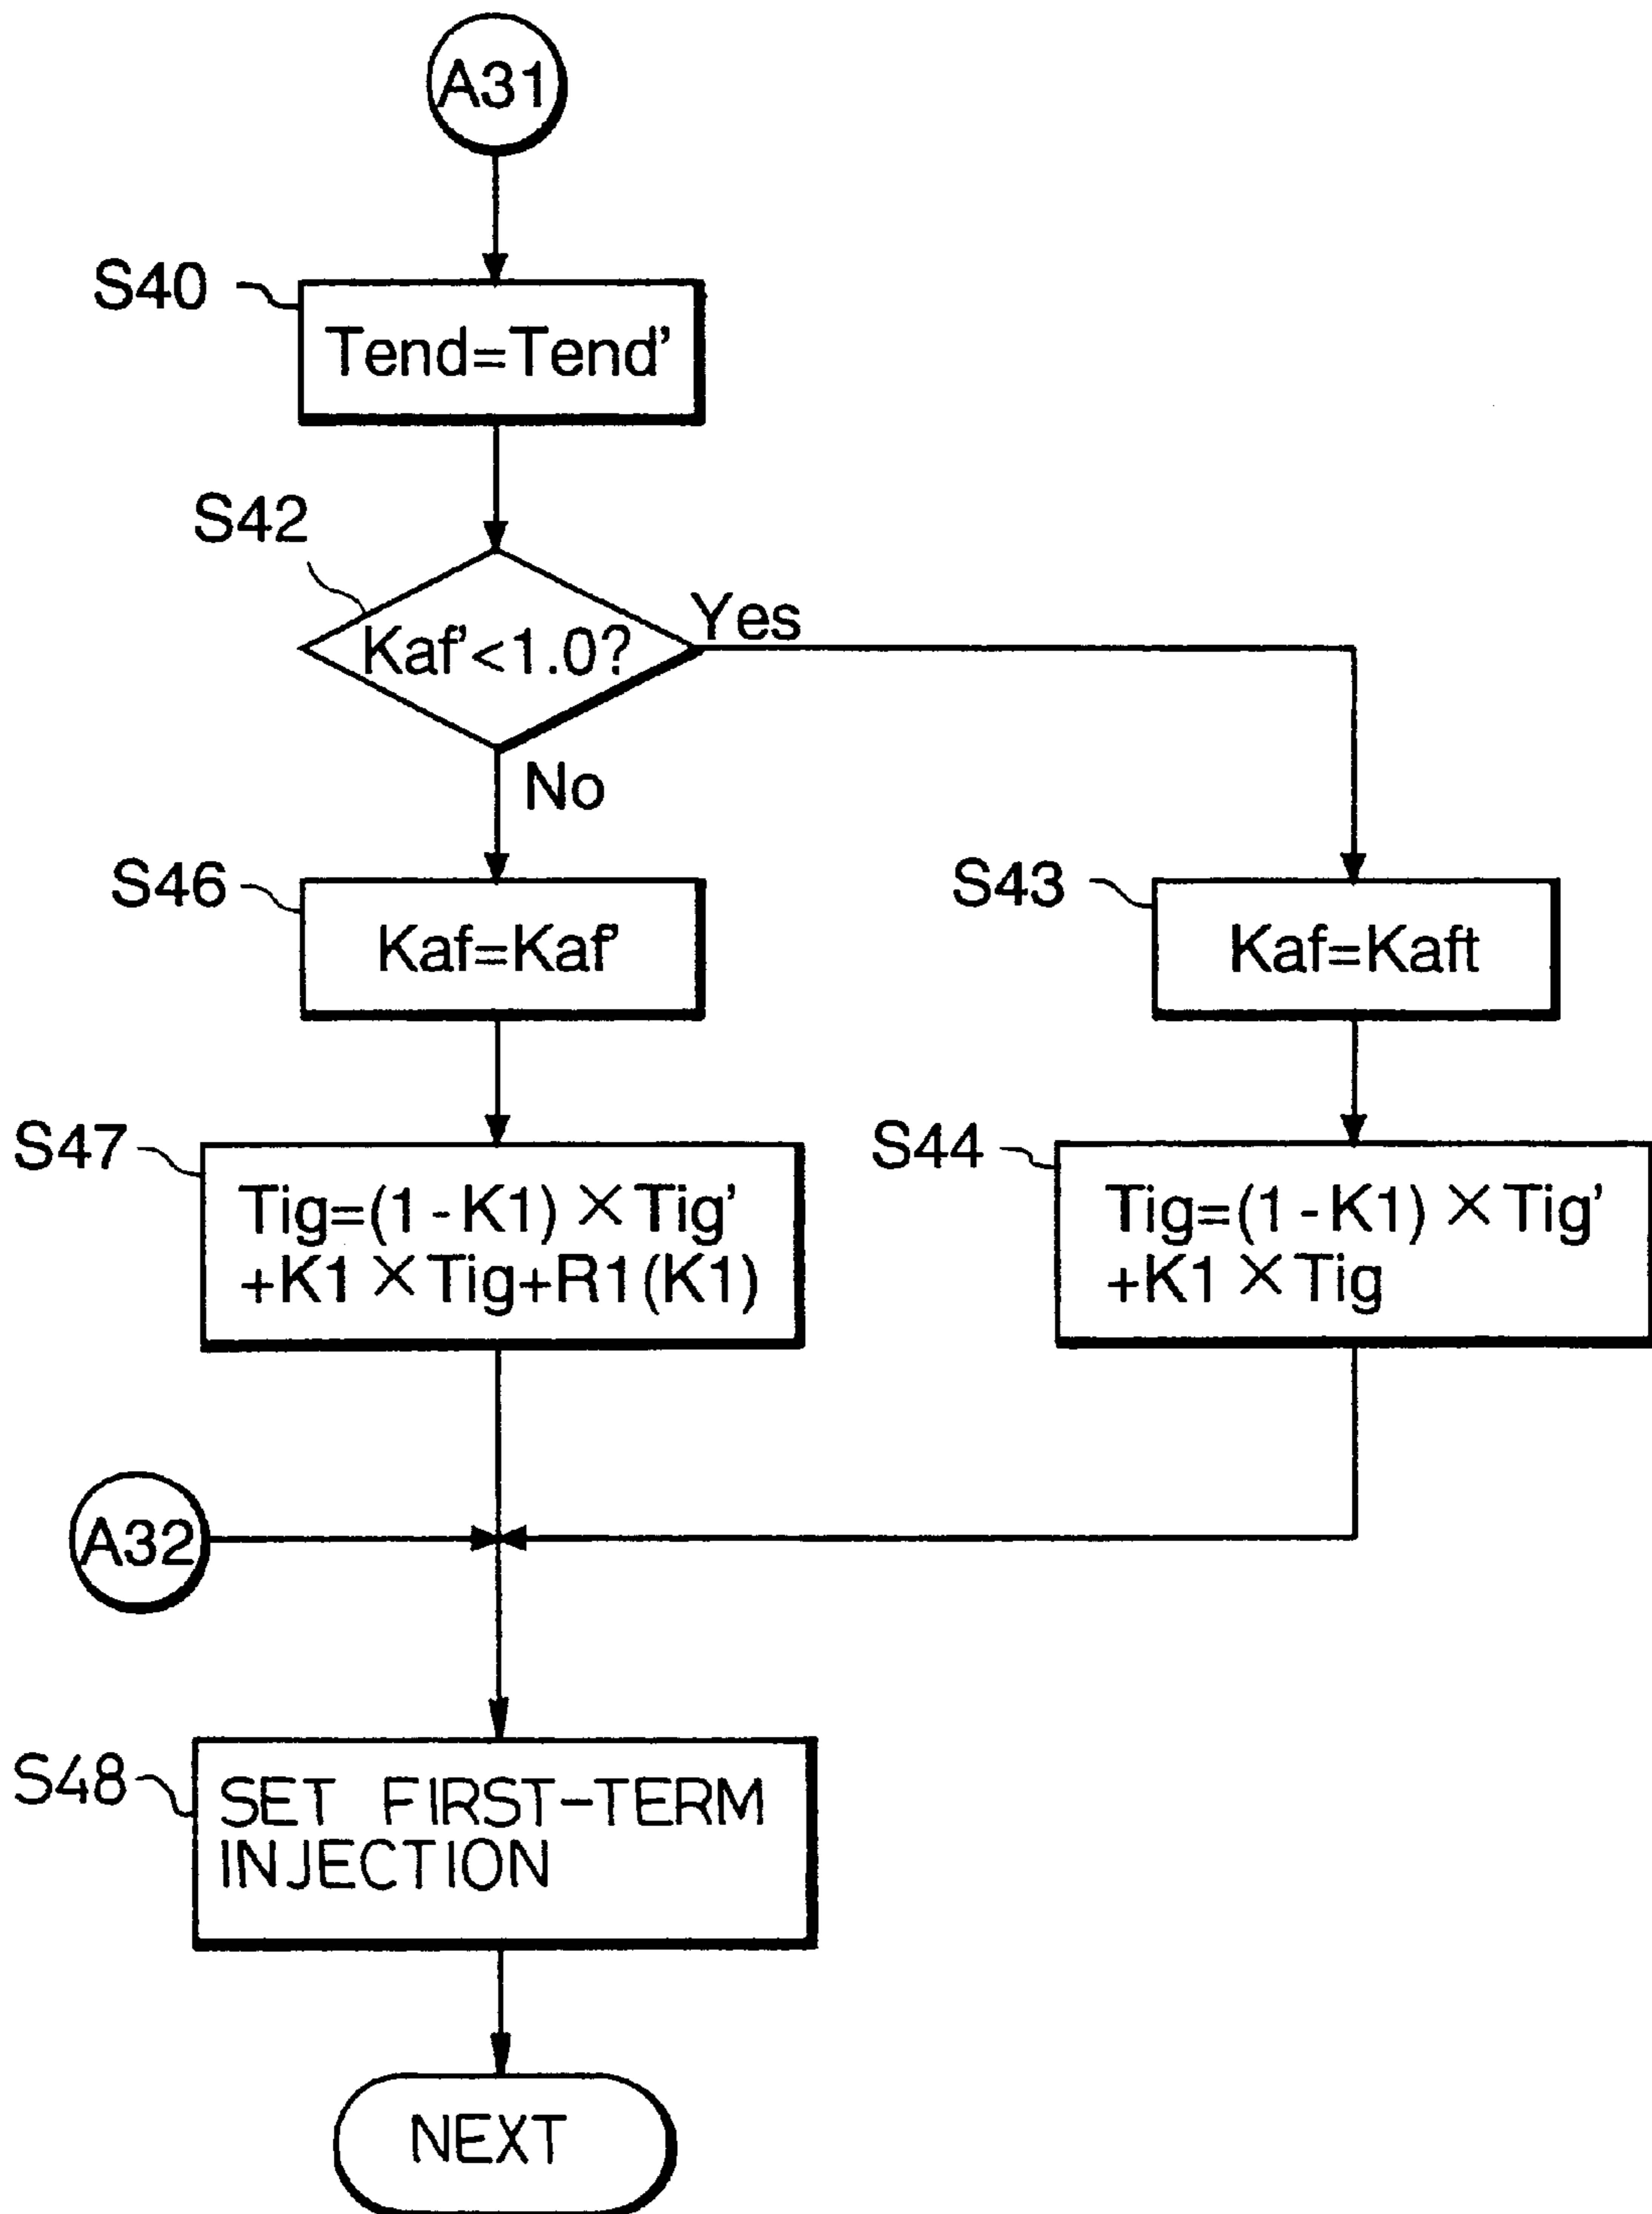 A31
S40
Tend=Tend'
S42
Kaf'<1.0?
Yes
No
S46
Kaf=Kaf'
S43
Kaf=Kaft
S47
Tig=(1-K1)×Tig'
+K1×Tig+R1(K1)
S44
Tig=(1-K1)×Tig'
+K1×Tig
A32
S48
SET FIRST-TERM
INJECTION
NEXT